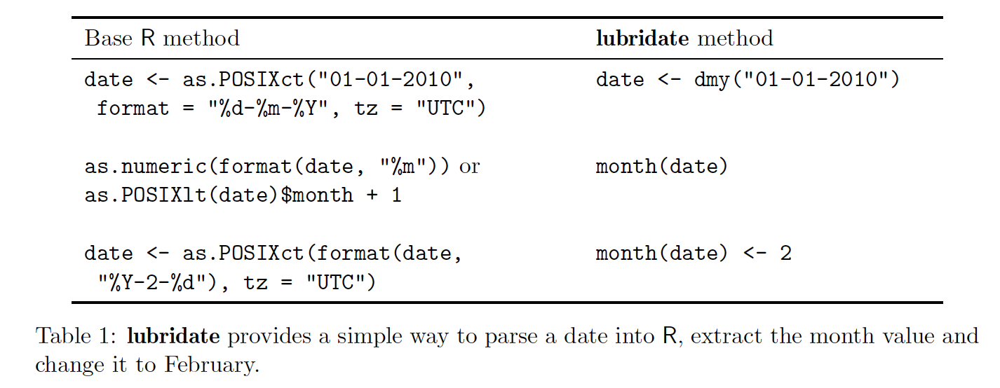 Base R method lubridate method
date <- as.POSIXct("01-01-2010", date <- dmy("01-01-2010")
format = "%d-%m-%Y", tz = "UTC")
as.numeric(format(date, "%m")) or month(date)
as.POSIXlt(date)$month + 1
date <- as.POSIXct(format(date, month(date) <- 2
"%Y-2-%d"), tz = "UTC")
Table 1: lubridate provides a simple way to parse a date into R, extract the month value and
change it to February.